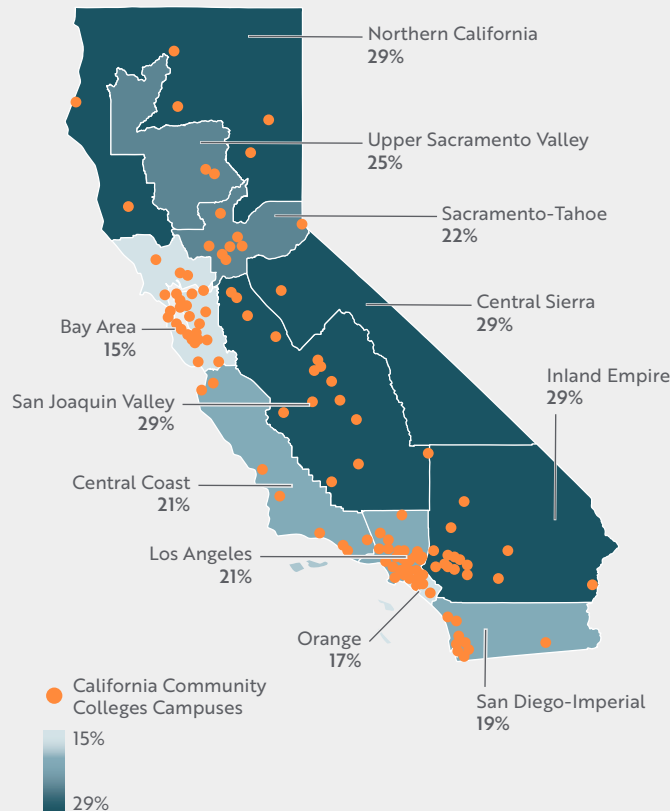 Northern California
29%
Upper Sacramento Valley
25%
Sacramento-Tahoe
22%
Central Sierra
29%
Bay Area
15%
Inland Empire
29%
San Joaquin Valley
29%
Central Coast
21%
Los Angeles
21%
Orange
17%
San Diego-Imperial
19%
California Community
Colleges Campuses
15%
29%